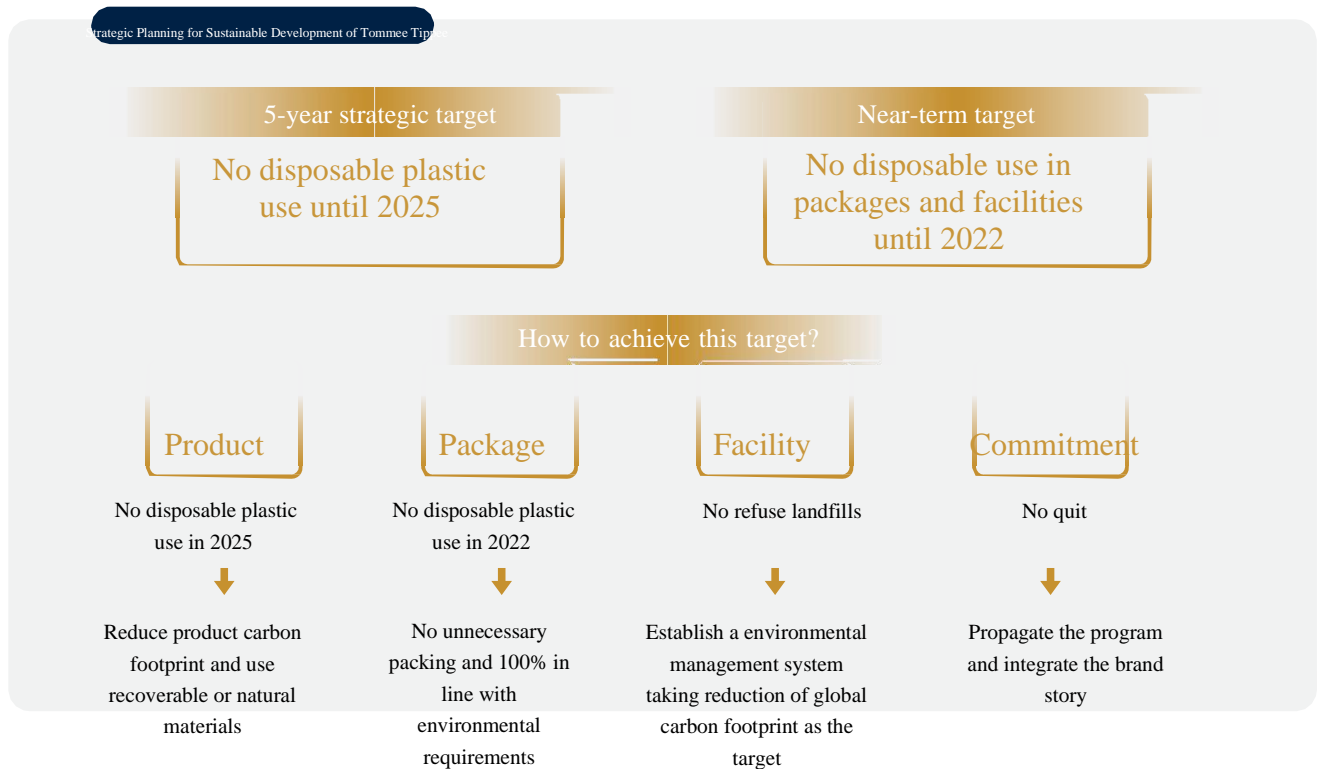 Strategic Planning for Sustainable Development of Tommee Tippee
5-year strategic target
No disposable plastic
use until 2025
Near-term target
No disposable use in
packages and facilities
until 2022
How to achieve this target?
Product
No disposable plastic
use in 2025
Reduce product carbon
footprint and use
recoverable or natural
materials
Package
No disposable plastic
use in 2022
No unnecessary
packing and 100% in
line with
environmental
requirements
Facility
No refuse landfills
Establish a environmental
management system
taking reduction of global
carbon footprint as the
target
Commitment
No quit
Propagate the program
and integrate the brand
story